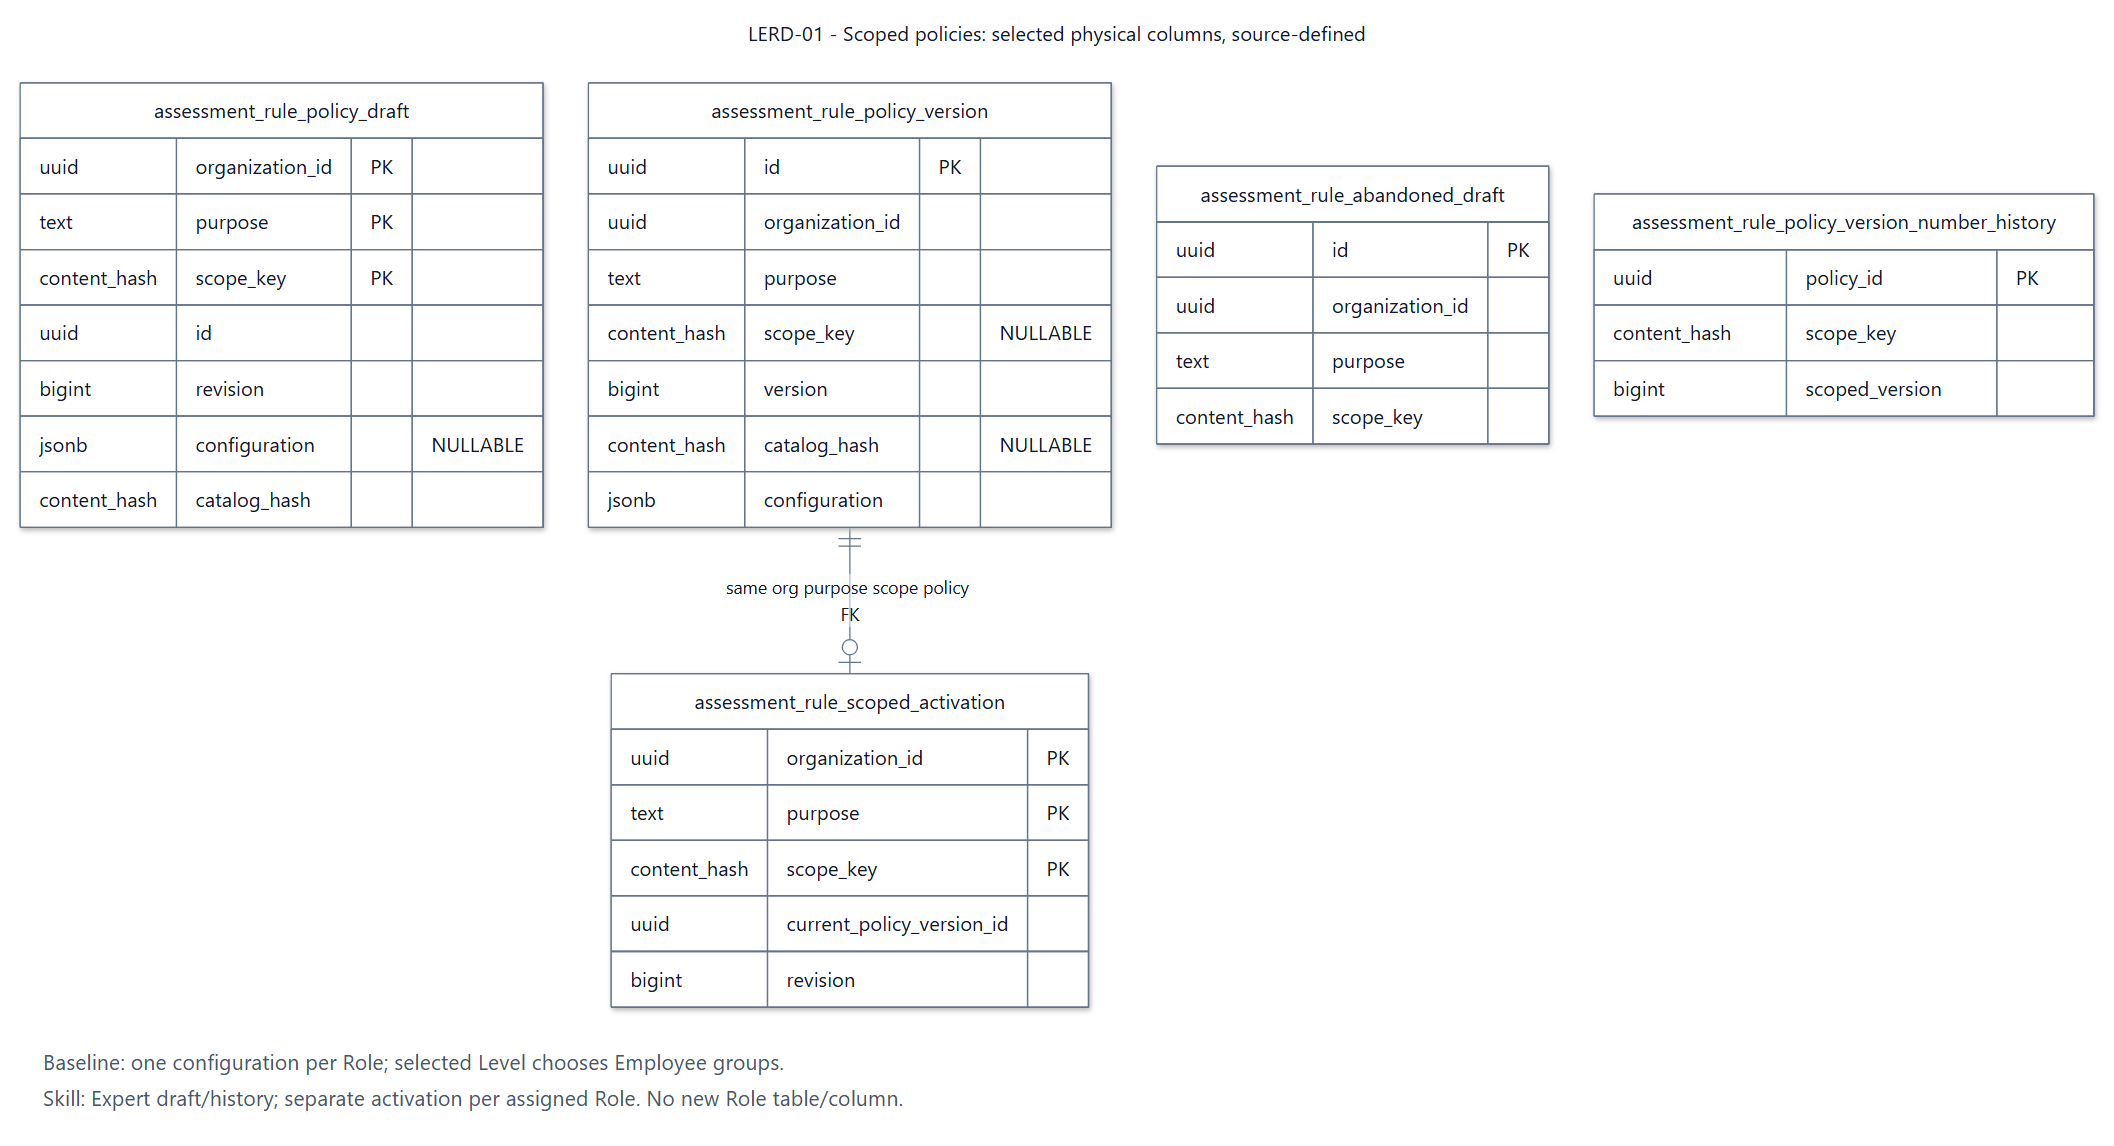 LERD-01 - Scoped policies: selected physical columns, source-defined
assessment_rule_policy_draft
uuid organization_id PK
text purpose PK
content_hash scope_key PK
uuid id
bigint revision
jsonb configuration NULLABLE
content_hash catalog_hash
assessment_rule_policy_version
uuid id PK
uuid organization_id
text purpose
content_hash scope_key NULLABLE
bigint version
content_hash catalog_hash NULLABLE
jsonb configuration
assessment_rule_abandoned_draft
uuid id PK
uuid organization_id
text purpose
content_hash scope_key
assessment_rule_policy_version_number_history
uuid policy_id PK
content_hash scope_key
bigint scoped_version
same org purpose scope policy
FK
assessment_rule_scoped_activation
uuid organization_id PK
text purpose PK
content_hash scope_key PK
uuid current_policy_version_id
bigint revision
Baseline: one configuration per Role; selected Level chooses Employee groups.
Skill: Expert draft/history; separate activation per assigned Role. No new Role table/column.